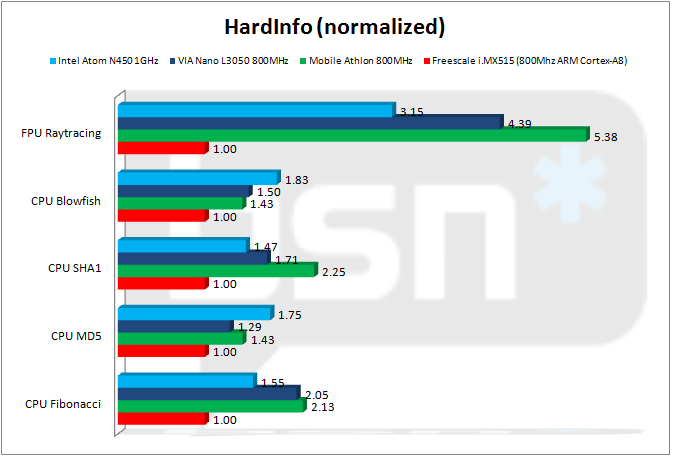 HardInfo (normalized)
Intel Atom N450 1GHz VIA Nano L3050 800MHz Mobile Athlon 800MHz Freescale i.MX515 (800Mhz ARM Cortex-A8)
FPU Raytracing
3.15
4.39
5.38
1.00
CPU Blowfish
1.83
1.50
1.43
1.00
CPU SHA1
1.47
1.71
2.25
1.00
CPU MD5
1.75
1.29
1.43
1.00
CPU Fibonacci
1.55
2.05
2.13
1.00
bsn*